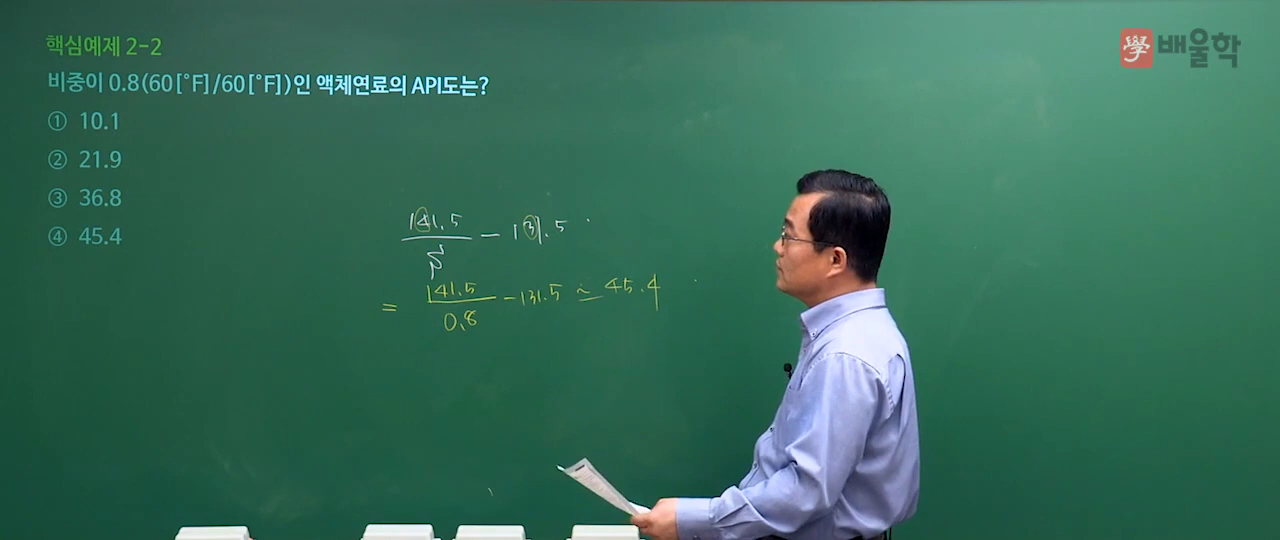 핵심예제 2-2
學배울학
비중이 0.8(60[°F]/60[°F])인 액체연료의 API도는?
① 10.1
② 21.9
③ 36.8
④ 45.4
141.5 / ρ - 131.5
= 141.5 / 0.8 - 131.5 ≃ 45.4